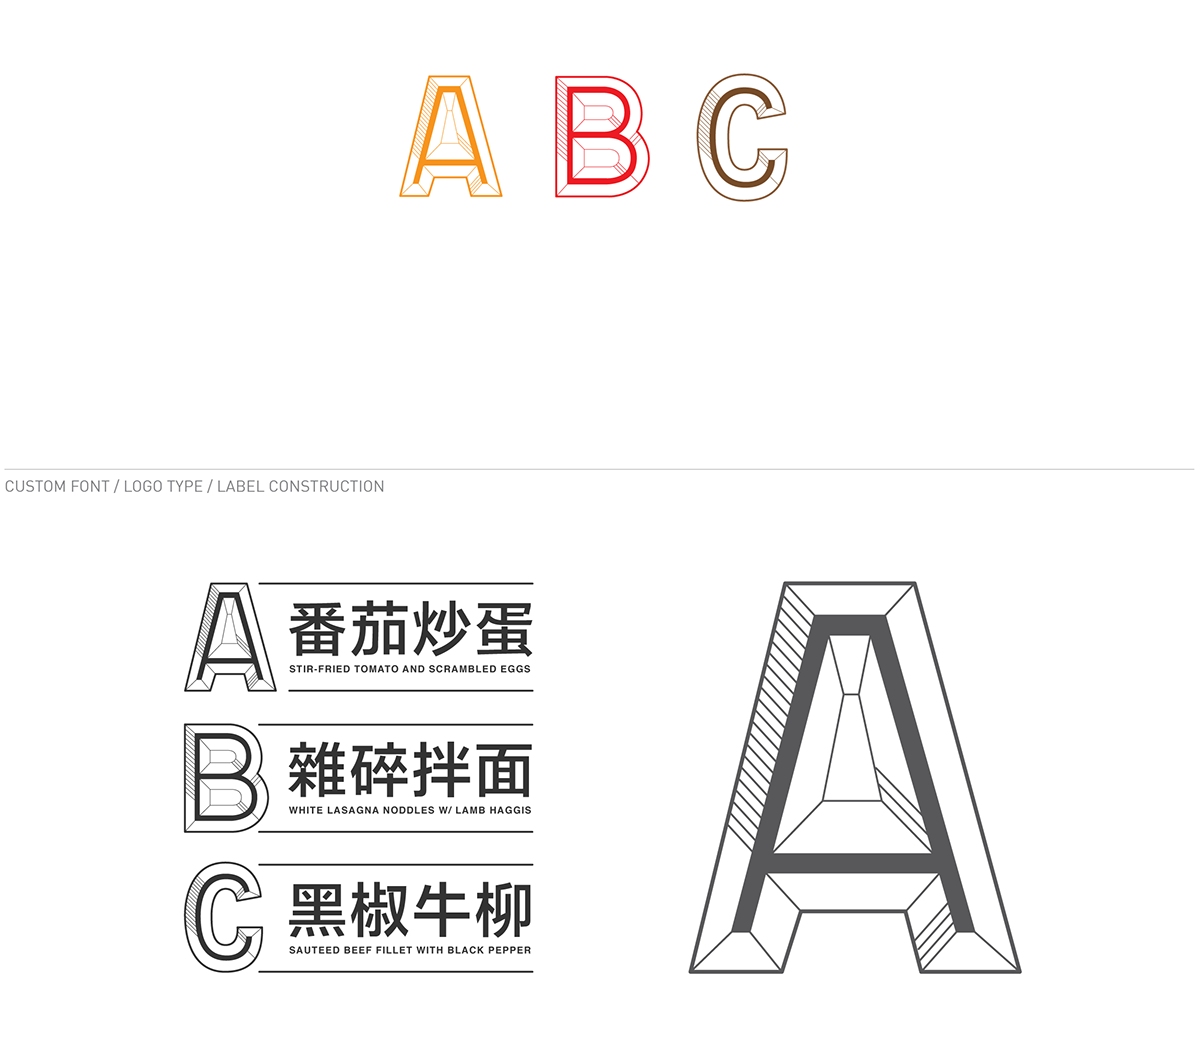 A B C
CUSTOM FONT / LOGO TYPE / LABEL CONSTRUCTION
A 番茄炒蛋
STIR-FRIED TOMATO AND SCRAMBLED EGGS
B 雜碎拌面
WHITE LASAGNA NODDLES W/ LAMB HAGGIS
C 黑椒牛柳
SAUTEED BEEF FILLET WITH BLACK PEPPER
A